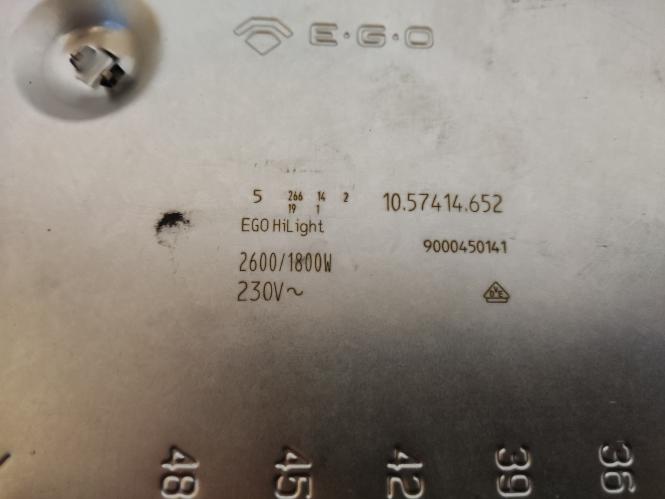 E·G·O
5 266 14 2 10.57414.652
19 1
EGO HiLight
9000450141
2600/1800W
230V~
VDE
48 45 42 39 36